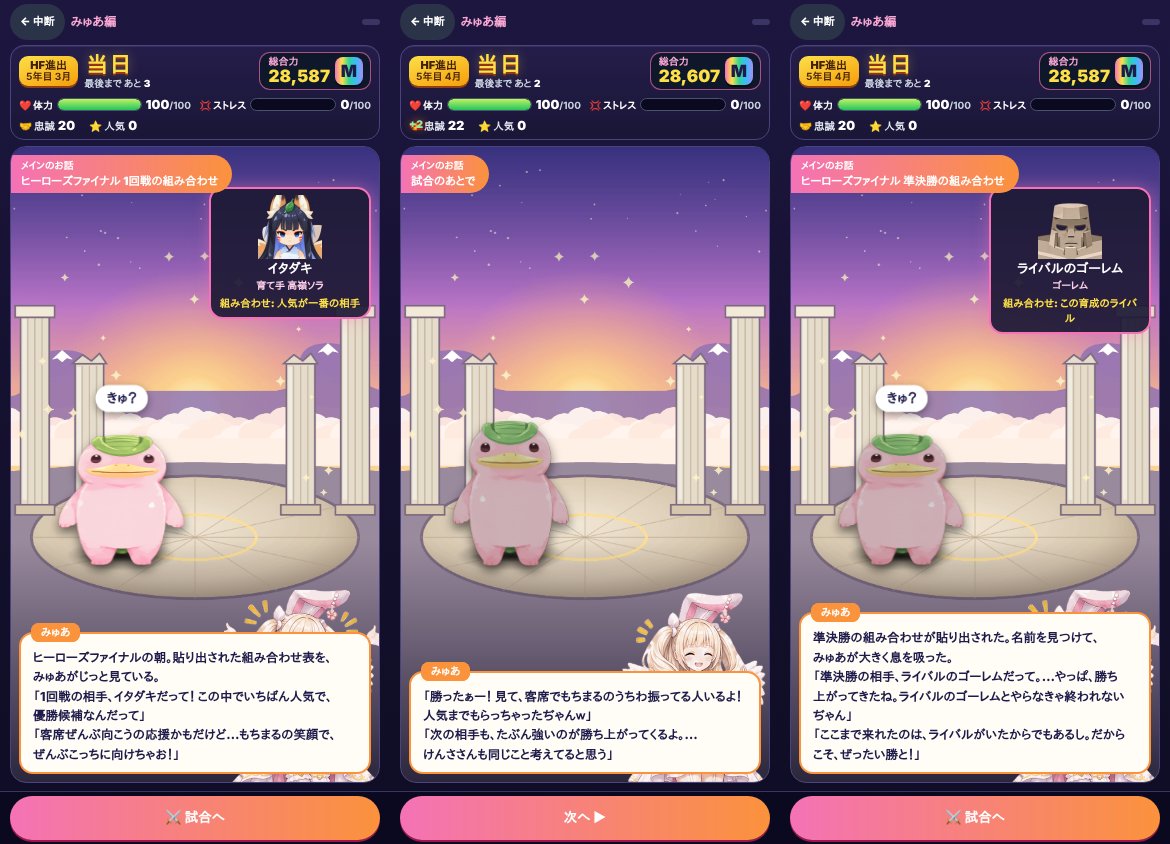 ← 中断 みゅあ編
HF進出
5年目 3月
当日
最後まで あと 3
総合力
28,587 M
体力 100/100 ストレス 0/100
忠誠 20 人気 0
メインのお話
ヒーローズファイナル 1回戦の組み合わせ
イタダキ
育て手 高嶺ソラ
組み合わせ: 人気が一番の相手
きゅ?
みゅあ
ヒーローズファイナルの朝。貼り出された組み合わせ表を、
みゅあがじっと見ている。
「1回戦の相手、イタダキだって! この中でいちばん人気で、
優勝候補なんだって」
「客席ぜんぶ向こうの応援かもだけど…もちまるの笑顔で、
ぜんぶこっちに向けちゃお!」
試合へ
← 中断 みゅあ編
HF進出
5年目 4月
当日
最後まで あと 2
総合力
28,607 M
体力 100/100 ストレス 0/100
忠誠 22 人気 0
メインのお話
試合のあとで
みゅあ
「勝ったぁー! 見て、客席でもちまるのうちわ振ってる人いるよ!
人気までもらっちゃったぢゃんw」
「次の相手も、たぶん強いのが勝ち上がってくるよ。…
けんささんも同じこと考えてると思う」
次へ ▶
← 中断 みゅあ編
HF進出
5年目 4月
当日
最後まで あと 2
総合力
28,587 M
体力 100/100 ストレス 0/100
忠誠 20 人気 0
メインのお話
ヒーローズファイナル 準決勝の組み合わせ
ライバルのゴーレム
ゴーレム
組み合わせ: この育成のライバ
ル
きゅ?
みゅあ
準決勝の組み合わせが貼り出された。名前を見つけて、
みゅあが大きく息を吸った。
「準決勝の相手、ライバルのゴーレムだって。…やっぱ、勝ち
上がってきたね。ライバルのゴーレムとやらなきゃ終われない
ぢゃん」
「ここまで来れたのは、ライバルがいたからでもあるし。だから
こそ、ぜったい勝と!」
試合へ